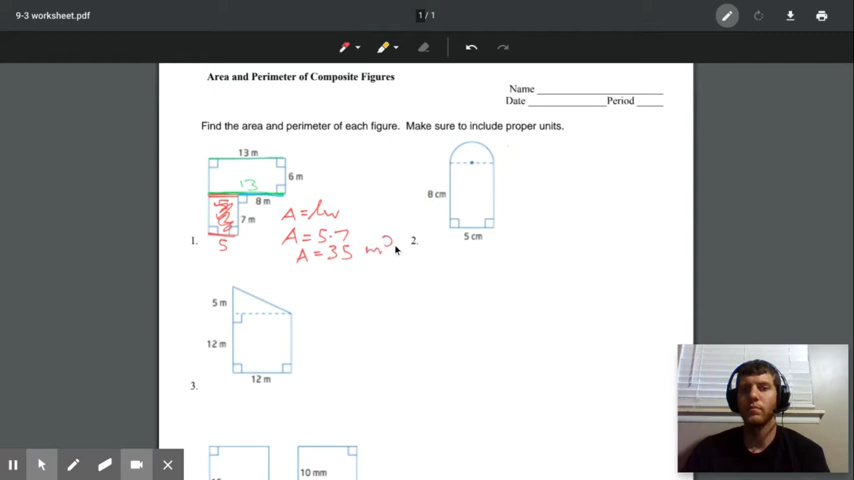 9-3 worksheet.pdf
1 / 1
Area and Perimeter of Composite Figures
Name
Date Period
Find the area and perimeter of each figure. Make sure to include proper units.
13 m
6 m
13
8 m
7 m
5
A = lw
A = 5·7
A = 35 m²
1.
8 cm
5 cm
2.
5 m
12 m
12 m
3.
10 mm